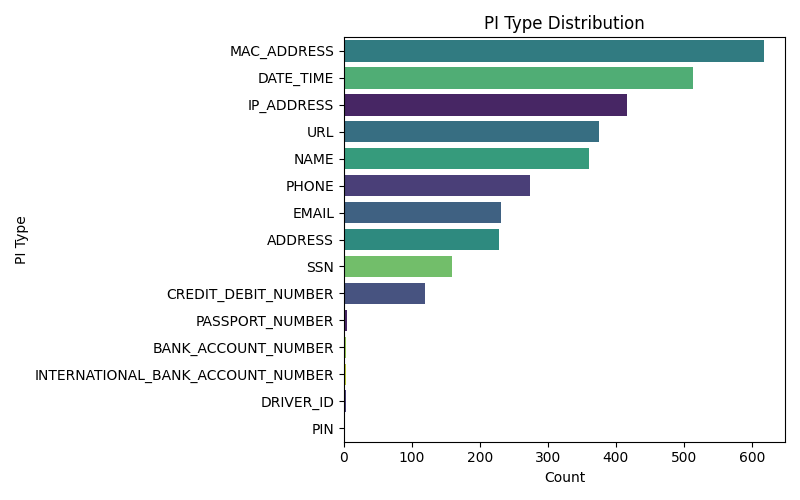 PI Type Distribution
PI Type
MAC_ADDRESS
DATE_TIME
IP_ADDRESS
URL
NAME
PHONE
EMAIL
ADDRESS
SSN
CREDIT_DEBIT_NUMBER
PASSPORT_NUMBER
BANK_ACCOUNT_NUMBER
INTERNATIONAL_BANK_ACCOUNT_NUMBER
DRIVER_ID
PIN
0 100 200 300 400 500 600
Count